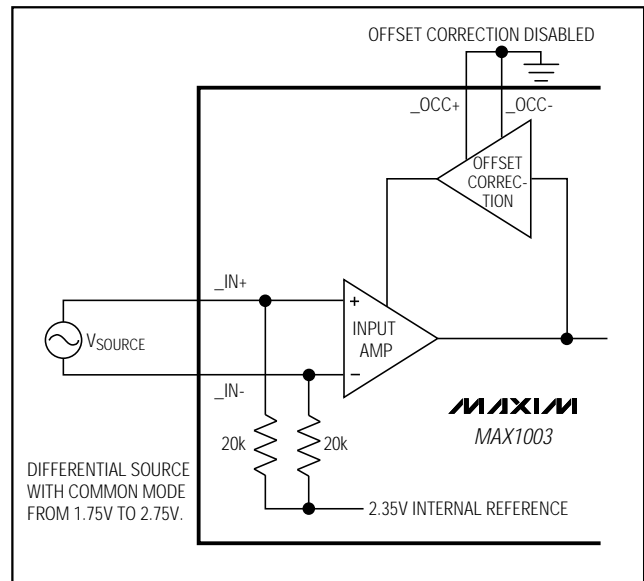 OFFSET CORRECTION DISABLED
_OCC+
_OCC-
OFFSET
CORREC-
TION
_IN+
+
INPUT
AMP
VSOURCE
−
_IN-
MAXIM
MAX1003
20k
20k
DIFFERENTIAL SOURCE
WITH COMMON MODE
FROM 1.75V TO 2.75V.
2.35V INTERNAL REFERENCE